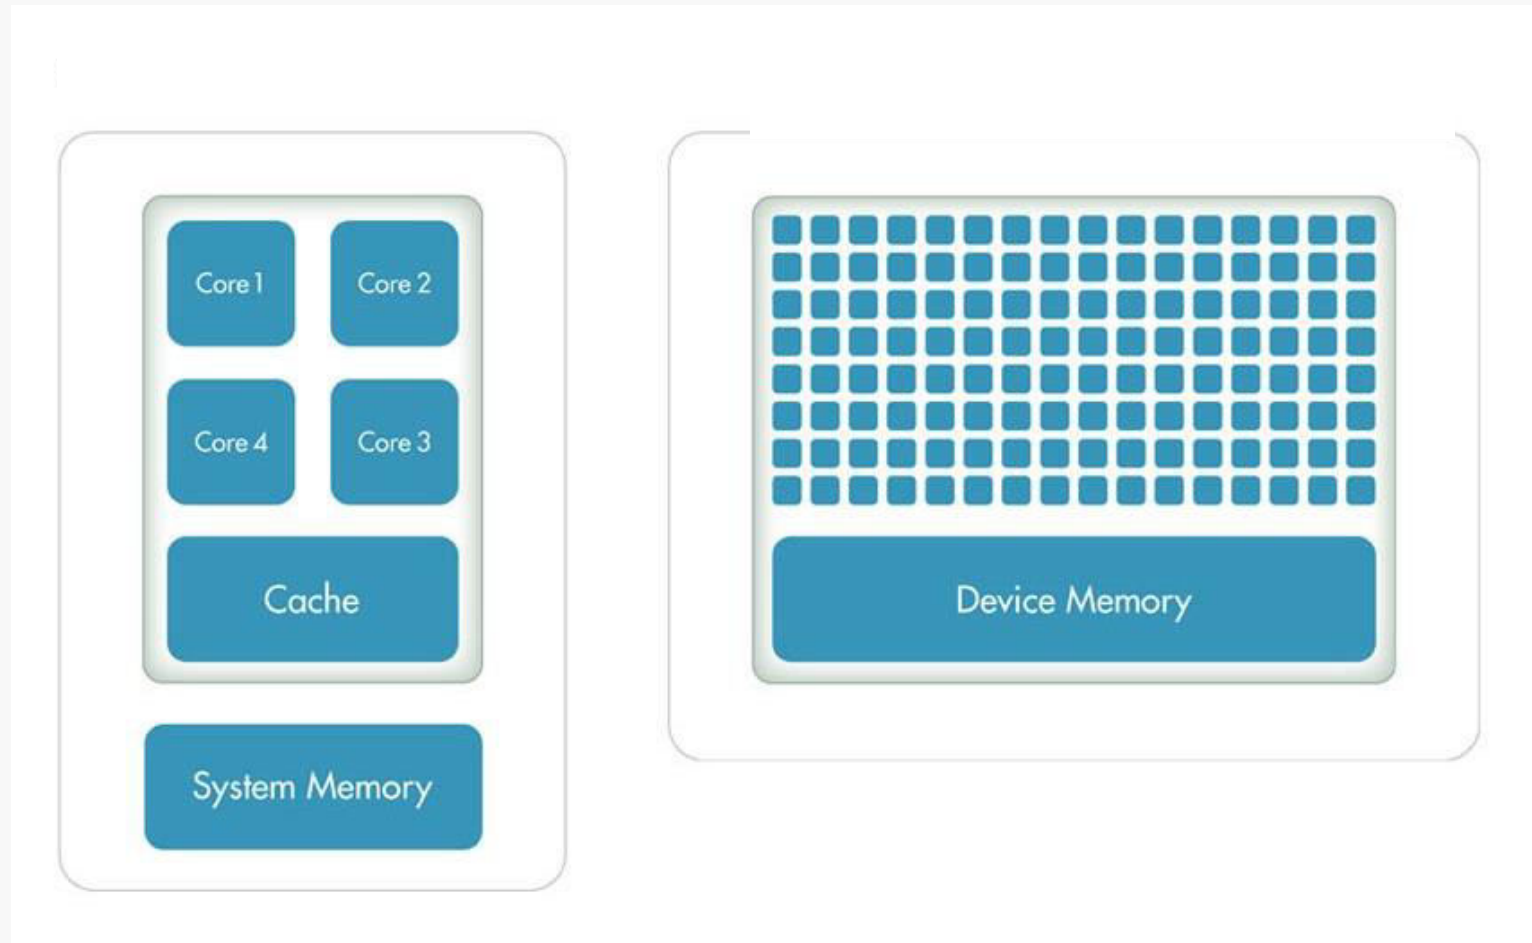 Core 1
Core 2
Core 4
Core 3
Cache
System Memory
Device Memory